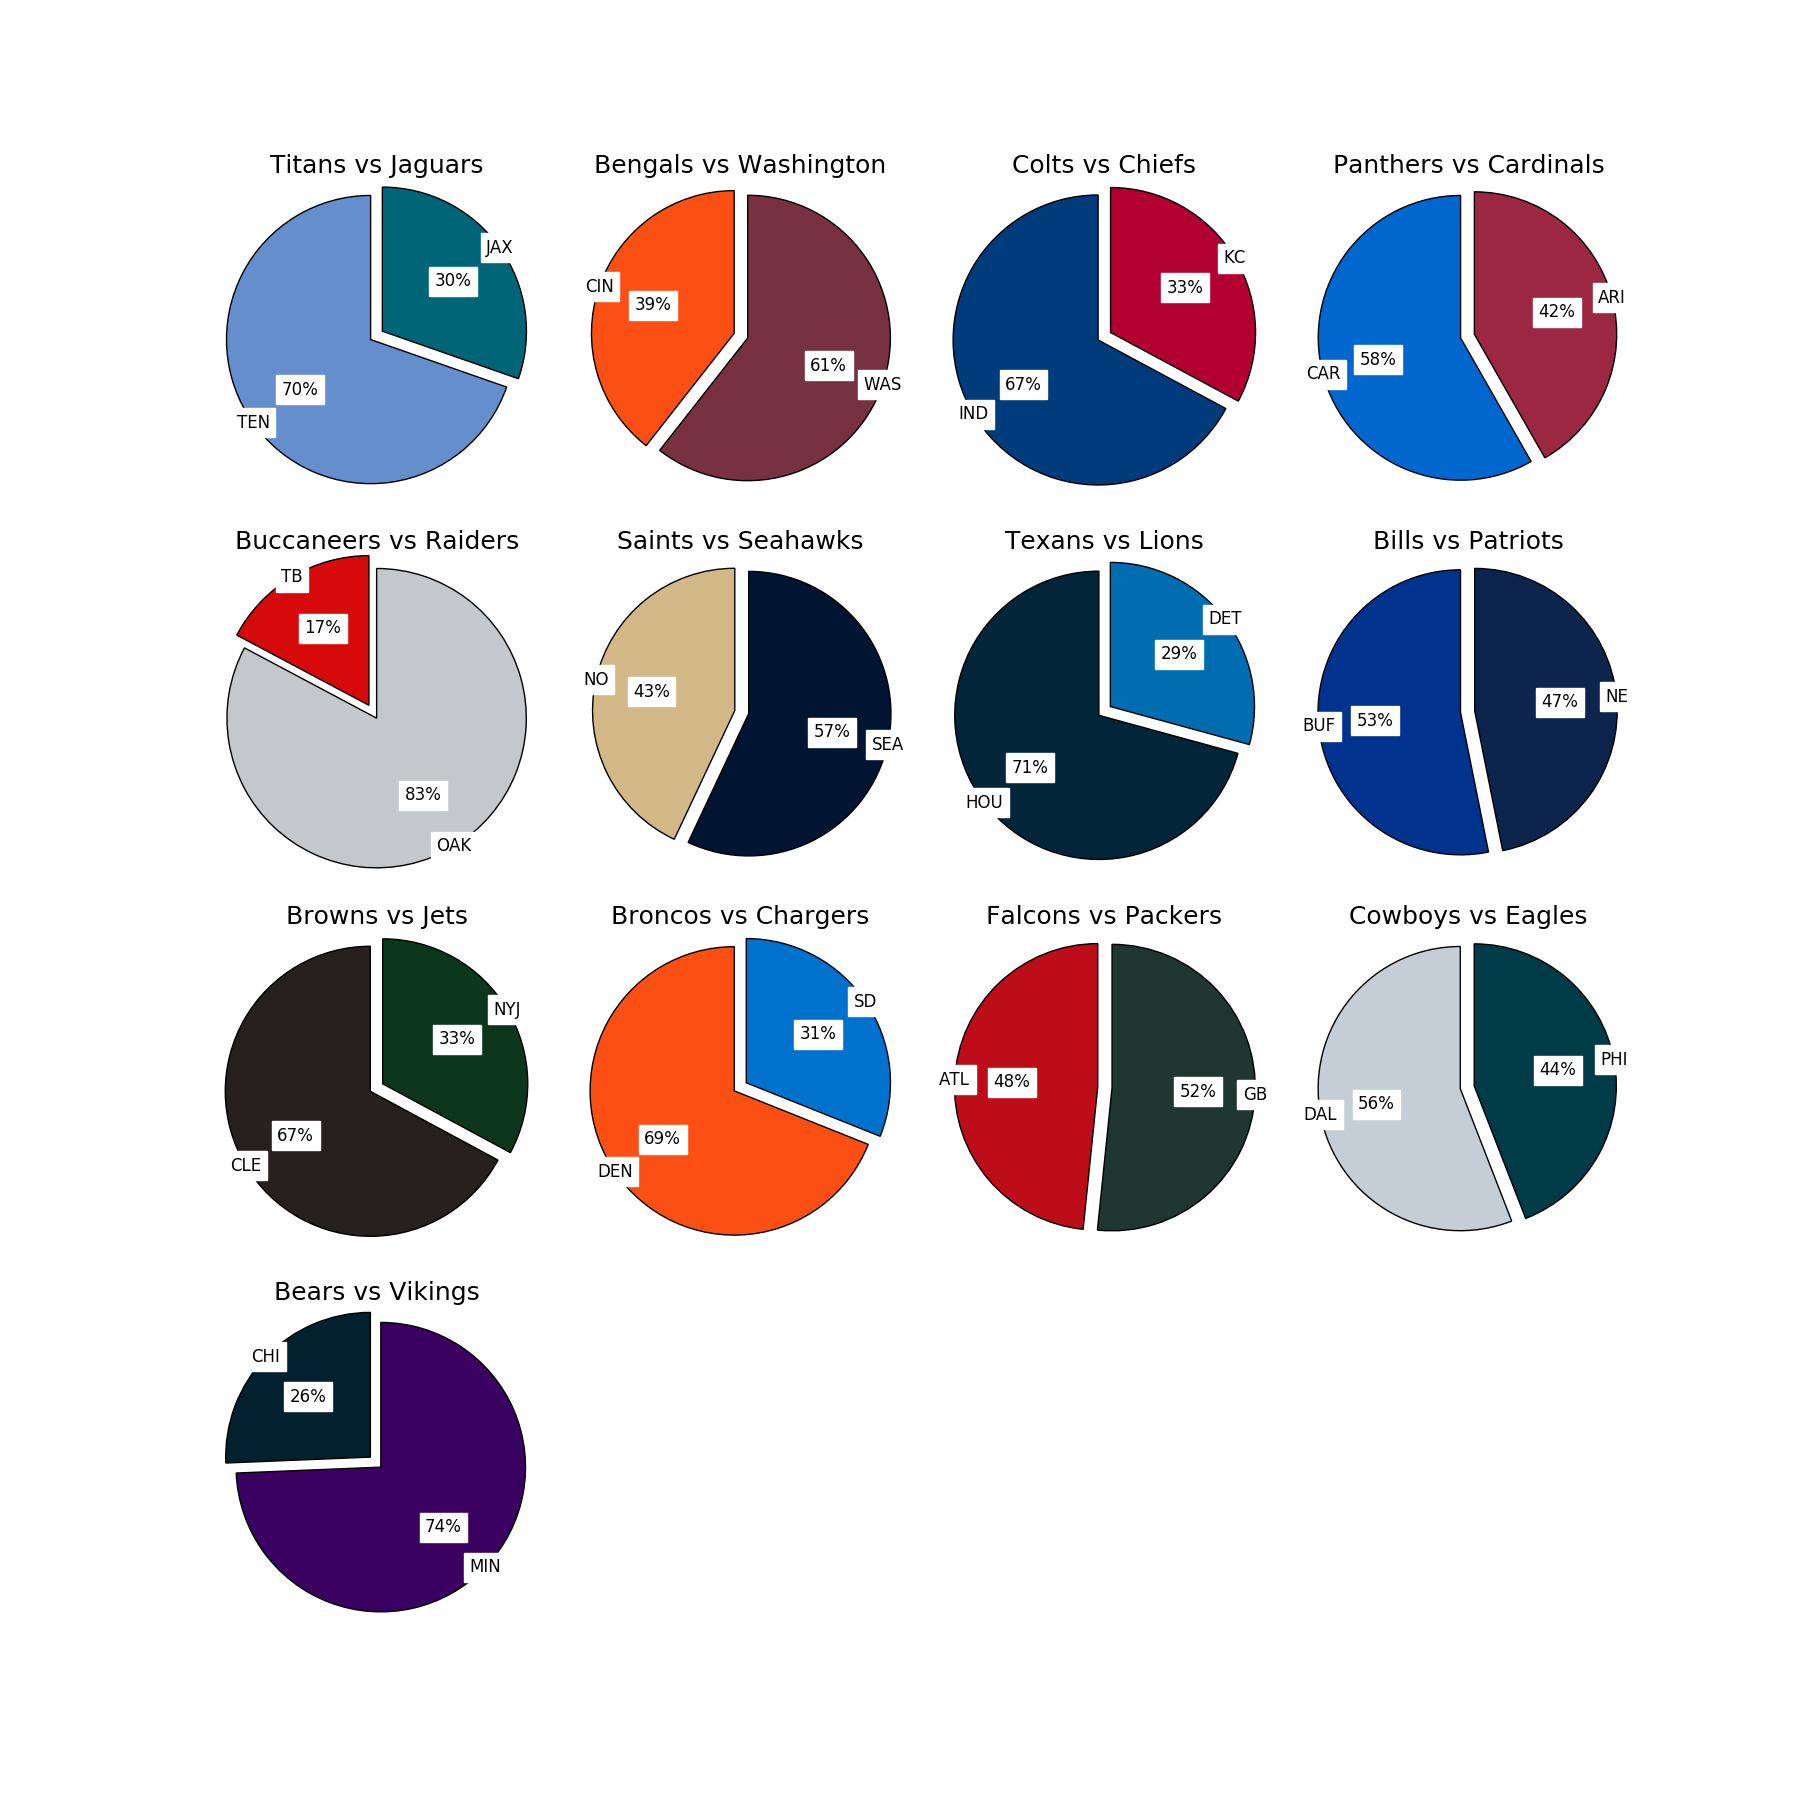 Titans vs Jaguars
JAX
30%
70%
TEN
Bengals vs Washington
CIN
39%
61%
WAS
Colts vs Chiefs
KC
33%
67%
IND
Panthers vs Cardinals
ARI
42%
58%
CAR
Buccaneers vs Raiders
TB
17%
83%
OAK
Saints vs Seahawks
NO
43%
57%
SEA
Texans vs Lions
DET
29%
71%
HOU
Bills vs Patriots
NE
47%
53%
BUF
Browns vs Jets
NYJ
33%
67%
CLE
Broncos vs Chargers
SD
31%
69%
DEN
Falcons vs Packers
ATL
48%
52%
GB
Cowboys vs Eagles
PHI
44%
56%
DAL
Bears vs Vikings
CHI
26%
74%
MIN